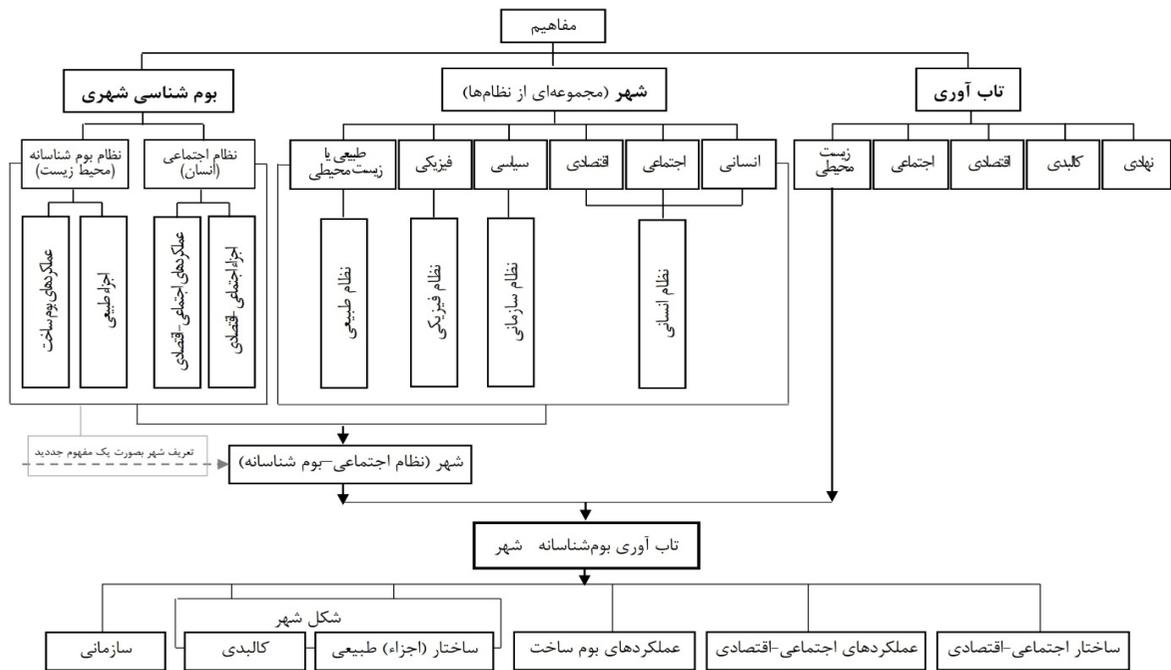 مفاهیم
تاب آوری
شهر (مجموعه‌ای از نظام‌ها)
بوم شناسی شهری
نهادی
کالبدی
اقتصادی
اجتماعی
زیست
محیطی
انسانی
اجتماعی
اقتصادی
سیاسی
فیزیکی
طبیعی یا
زیست محیطی
نظام اجتماعی
(انسان)
نظام بوم شناسانه
(محیط زیست)
نظام انسانی
نظام سازمانی
نظام فیزیکی
نظام طبیعی
اجزاء اجتماعی-اقتصادی
عملکردهای اجتماعی-اقتصادی
اجزاء طبیعی
عملکردهای بوم ساخت
تعریف شهر بصورت یک مفهوم جددید
شهر (نظام اجتماعی–بوم شناسانه)
تاب آوری بوم‌شناسانه شهر
شکل شهر
ساختار اجتماعی-اقتصادی
عملکردهای اجتماعی-اقتصادی
عملکردهای بوم ساخت
ساختار (اجزاء) طبیعی
کالبدی
سازمانی